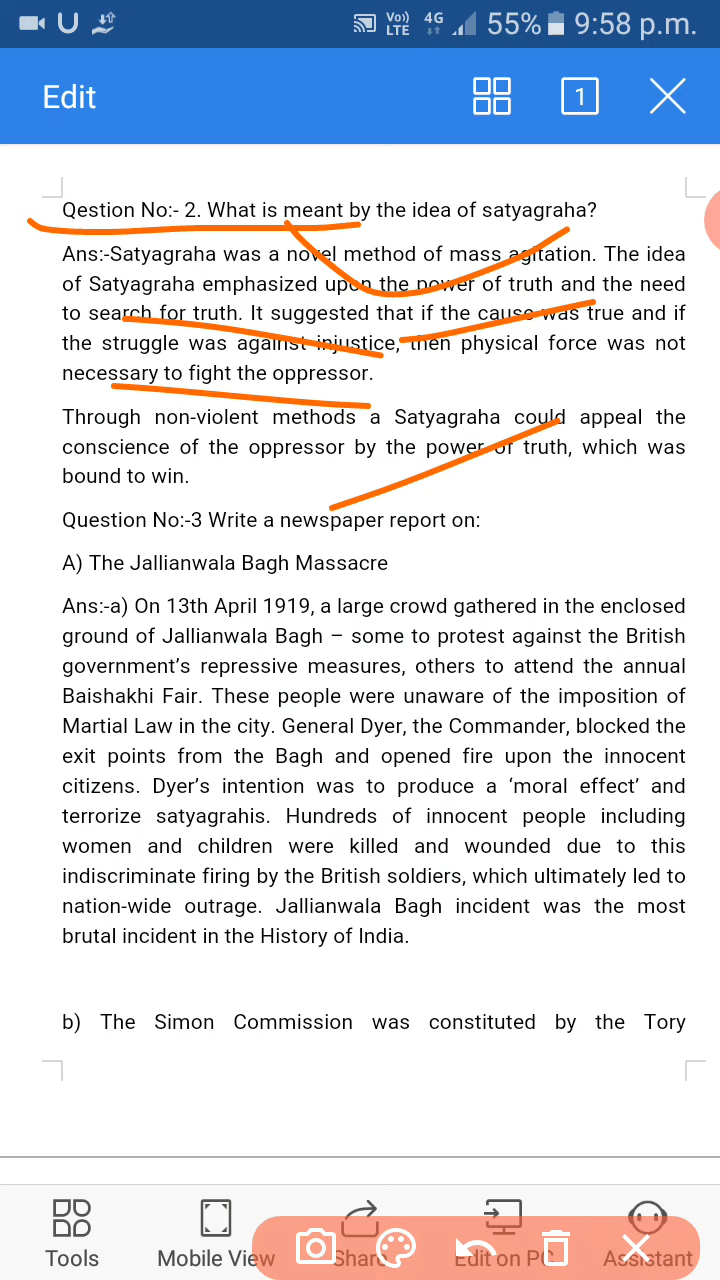 Vo))
LTE
4G
55%
9:58 p.m.
Edit
1
Qestion No:- 2. What is meant by the idea of satyagraha?
Ans:-Satyagraha was a novel method of mass agitation. The idea
of Satyagraha emphasized upon the power of truth and the need
to search for truth. It suggested that if the cause was true and if
the struggle was against injustice, then physical force was not
necessary to fight the oppressor.
Through non-violent methods a Satyagraha could appeal the
conscience of the oppressor by the power of truth, which was
bound to win.
Question No:-3 Write a newspaper report on:
A) The Jallianwala Bagh Massacre
Ans:-a) On 13th April 1919, a large crowd gathered in the enclosed
ground of Jallianwala Bagh – some to protest against the British
government’s repressive measures, others to attend the annual
Baishakhi Fair. These people were unaware of the imposition of
Martial Law in the city. General Dyer, the Commander, blocked the
exit points from the Bagh and opened fire upon the innocent
citizens. Dyer’s intention was to produce a ‘moral effect’ and
terrorize satyagrahis. Hundreds of innocent people including
women and children were killed and wounded due to this
indiscriminate firing by the British soldiers, which ultimately led to
nation-wide outrage. Jallianwala Bagh incident was the most
brutal incident in the History of India.
b) The Simon Commission was constituted by the Tory
Tools
Mobile View
Share
Edit on PC
Assistant